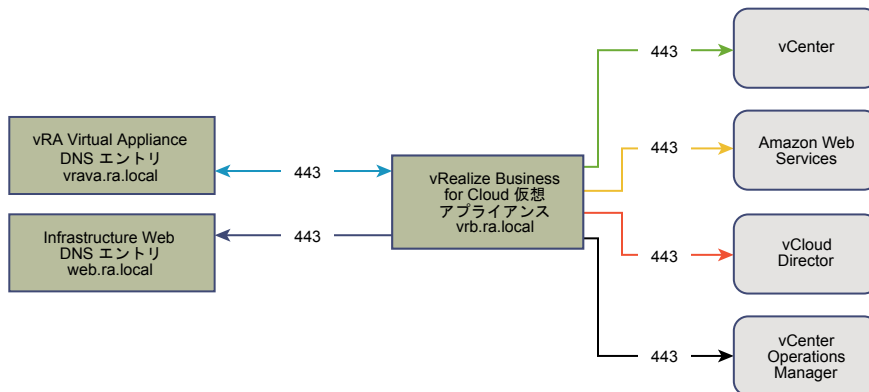 vRA Virtual Appliance
DNS エントリ
vrava.ra.local
443
Infrastructure Web
DNS エントリ
web.ra.local
443
vRealize Business
for Cloud 仮想
アプライアンス
vrb.ra.local
443
vCenter
443
Amazon Web
Services
443
vCloud
Director
443
vCenter
Operations
Manager